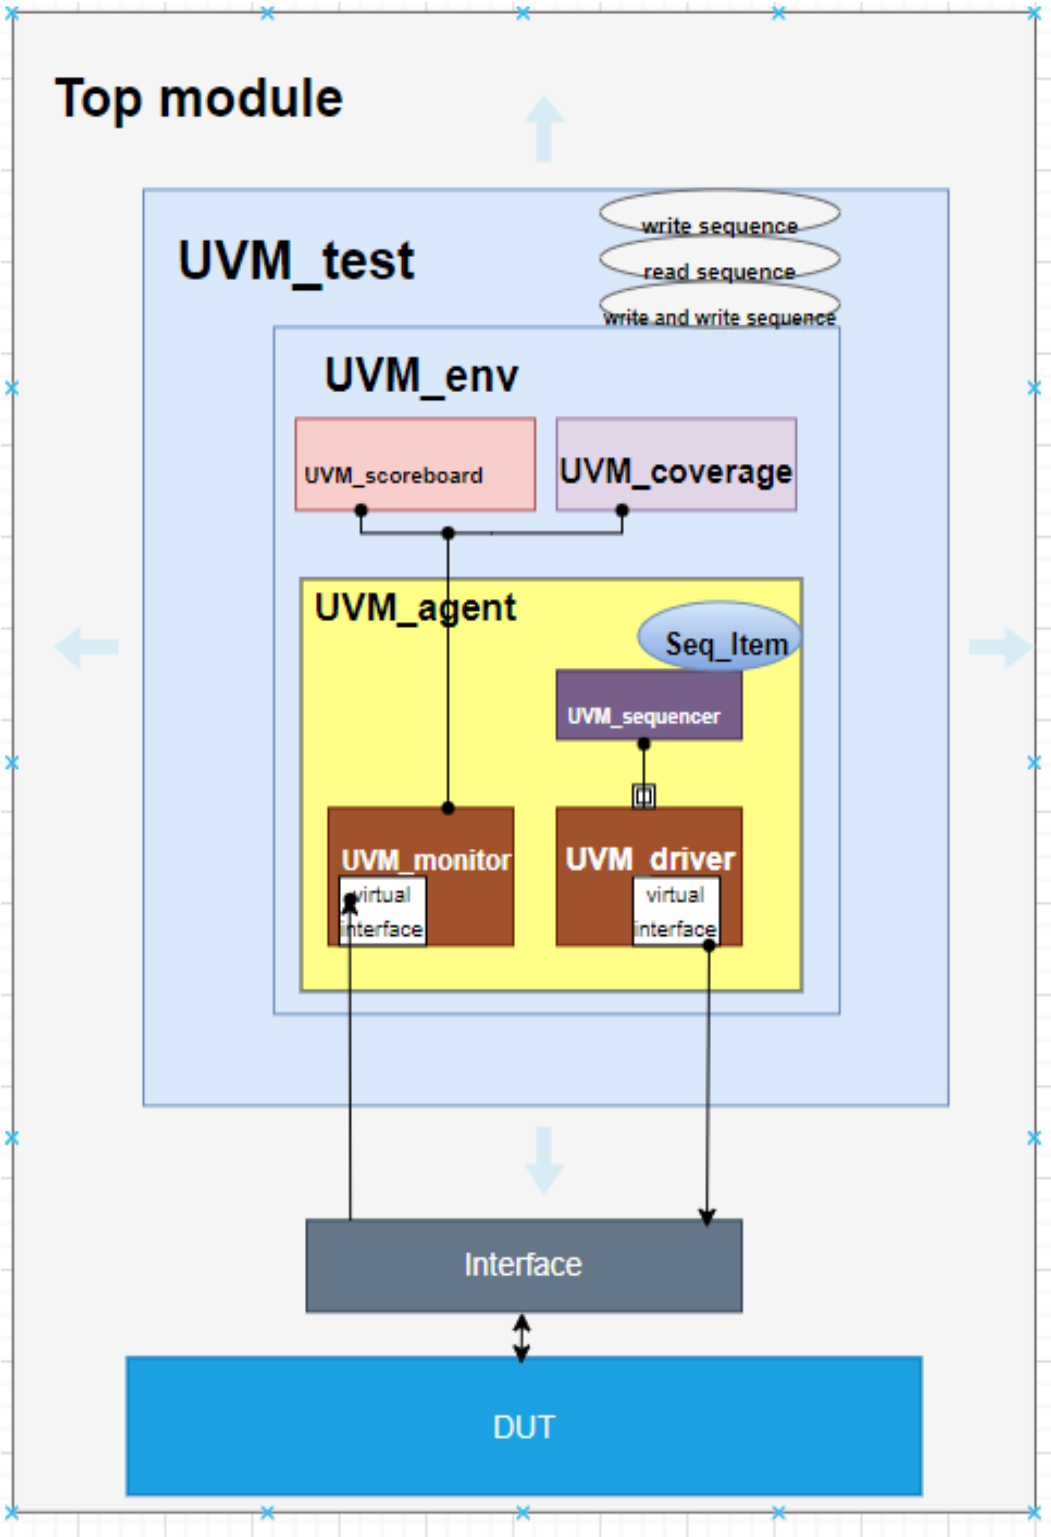 Top module
write sequence
UVM_test
read sequence
write and write sequence
UVM_env
UVM_scoreboard
UVM_coverage
UVM_agent
Seq_Item
UVM_sequencer
UVM_monitor
UVM_driver
virtual
interface
virtual
interface
Interface
DUT